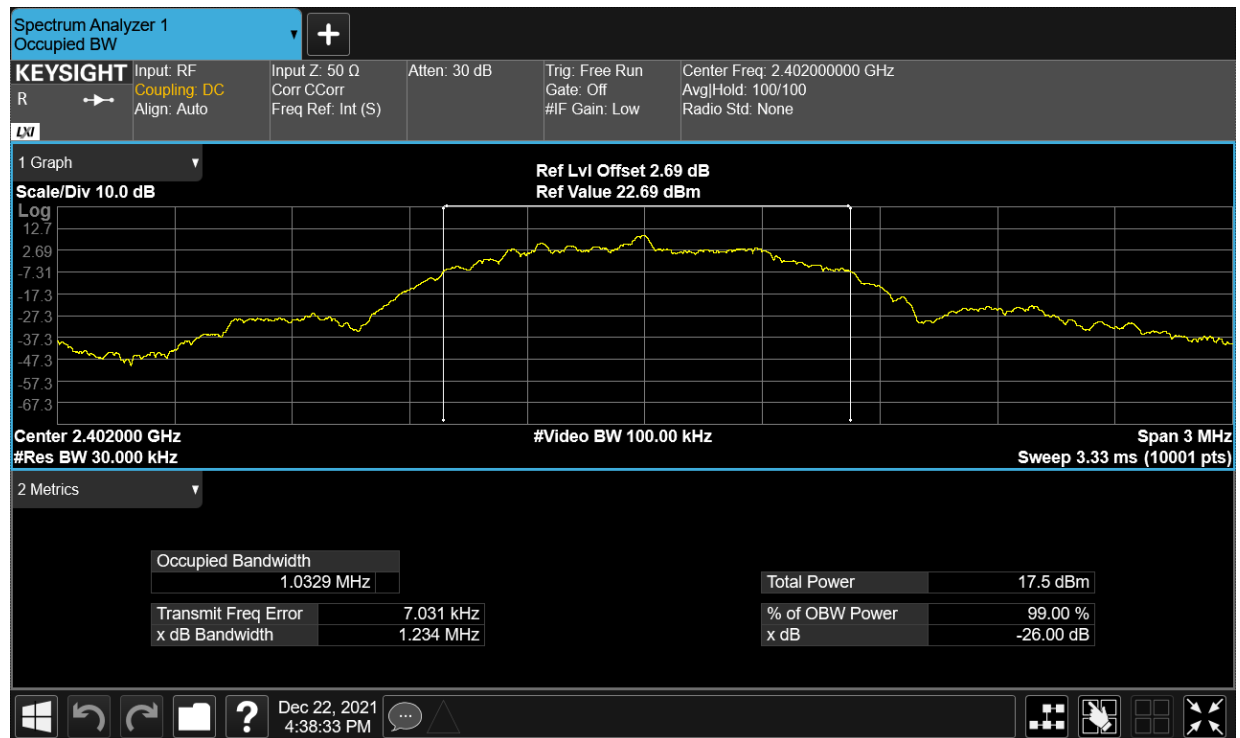 Spectrum Analyzer 1
Occupied BW
▼
+
KEYSIGHT Input: RF Input Z: 50 Ω Atten: 30 dB Trig: Free Run Center Freq: 2.402000000 GHz
R Coupling: DC Corr CCorr Gate: Off Avg|Hold: 100/100
Align: Auto Freq Ref: Int (S) #IF Gain: Low Radio Std: None
LXI
1 Graph ▼ Ref Lvl Offset 2.69 dB
Scale/Div 10.0 dB Ref Value 22.69 dBm
Log
12.7
2.69
-7.31
-17.3
-27.3
-37.3
-47.3
-57.3
-67.3
Center 2.402000 GHz #Video BW 100.00 kHz Span 3 MHz
#Res BW 30.000 kHz Sweep 3.33 ms (10001 pts)
2 Metrics ▼
Occupied Bandwidth
1.0329 MHz Total Power 17.5 dBm
Transmit Freq Error 7.031 kHz % of OBW Power 99.00 %
x dB Bandwidth 1.234 MHz x dB -26.00 dB
? Dec 22, 2021
4:38:33 PM